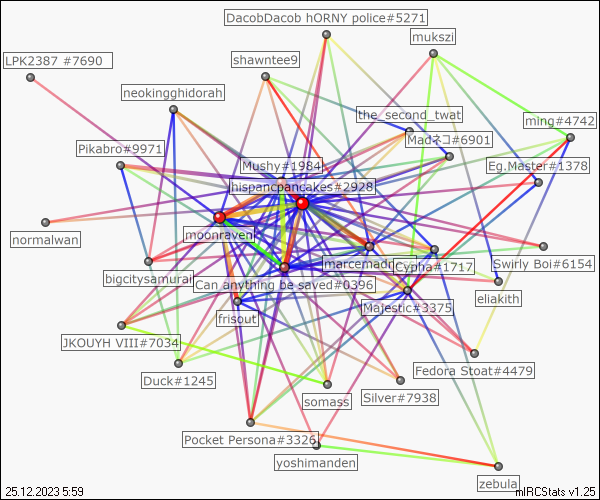 DacobDacob hORNY police#5271
mukszi
shawntee9
LPK2387 #7690
neokingghidorah
the_second_twat
ming#4742
Madネコ#6901
Pikabro#9971
Mushy#1984
Eg.Master#1378
hispancpancakes#2928
moonraven
normalwan
marcemadri
Cypha#1717
Swirly Boi#6154
bigcitysamurai
Can anything be saved#0396
eliakith
Majestic#3375
frisout
JKOUYH VIII#7034
Fedora Stoat#4479
Duck#1245
somass
Silver#7938
Pocket Persona#3326
yoshimanden
zebula
25.12.2023 5:59
mIRCStats v1.25